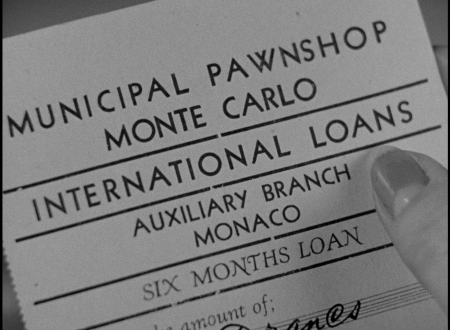 MUNICIPAL PAWNSHOP
MONTE CARLO
INTERNATIONAL LOANS
AUXILIARY BRANCH
MONACO
SIX MONTHS LOAN
amount of;